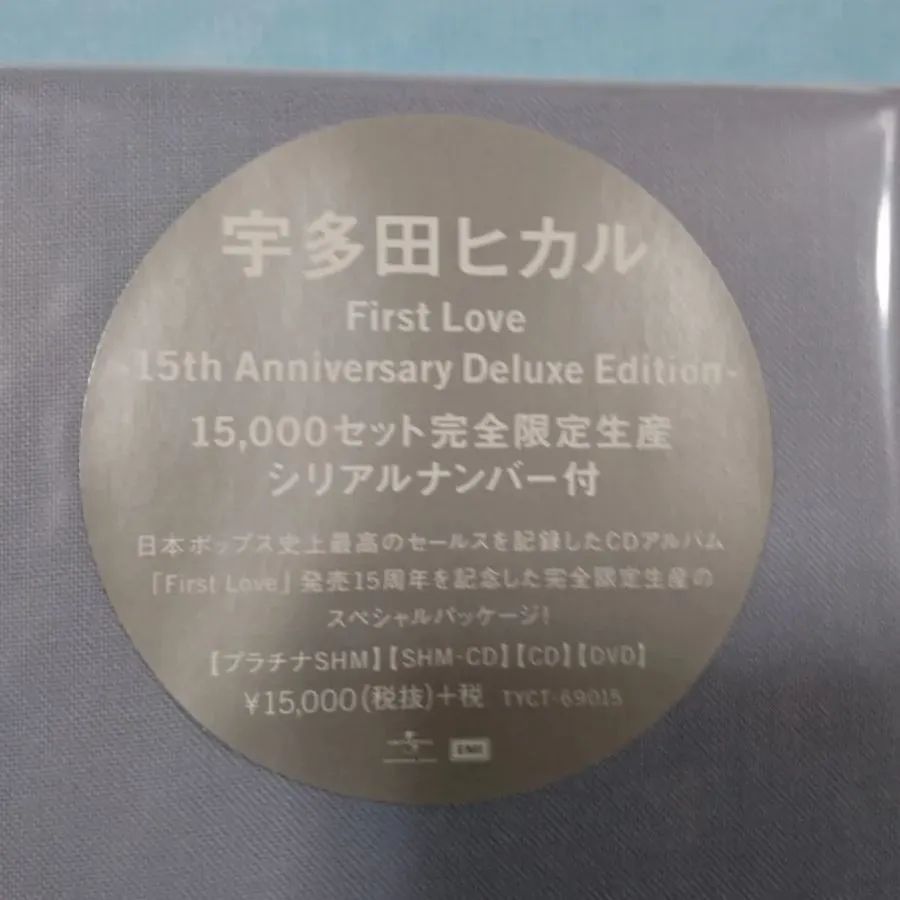 宇多田ヒカル
First Love
-15th Anniversary Deluxe Edition-
15,000セット完全限定生産
シリアルナンバー付
日本ポップス史上最高のセールスを記録したCDアルバム
「First Love」発売15周年を記念した完全限定生産の
スペシャルパッケージ!
【プラチナSHM】【SHM-CD】【CD】【DVD】
¥15,000(税抜)+税 TYCT-69015
EMI